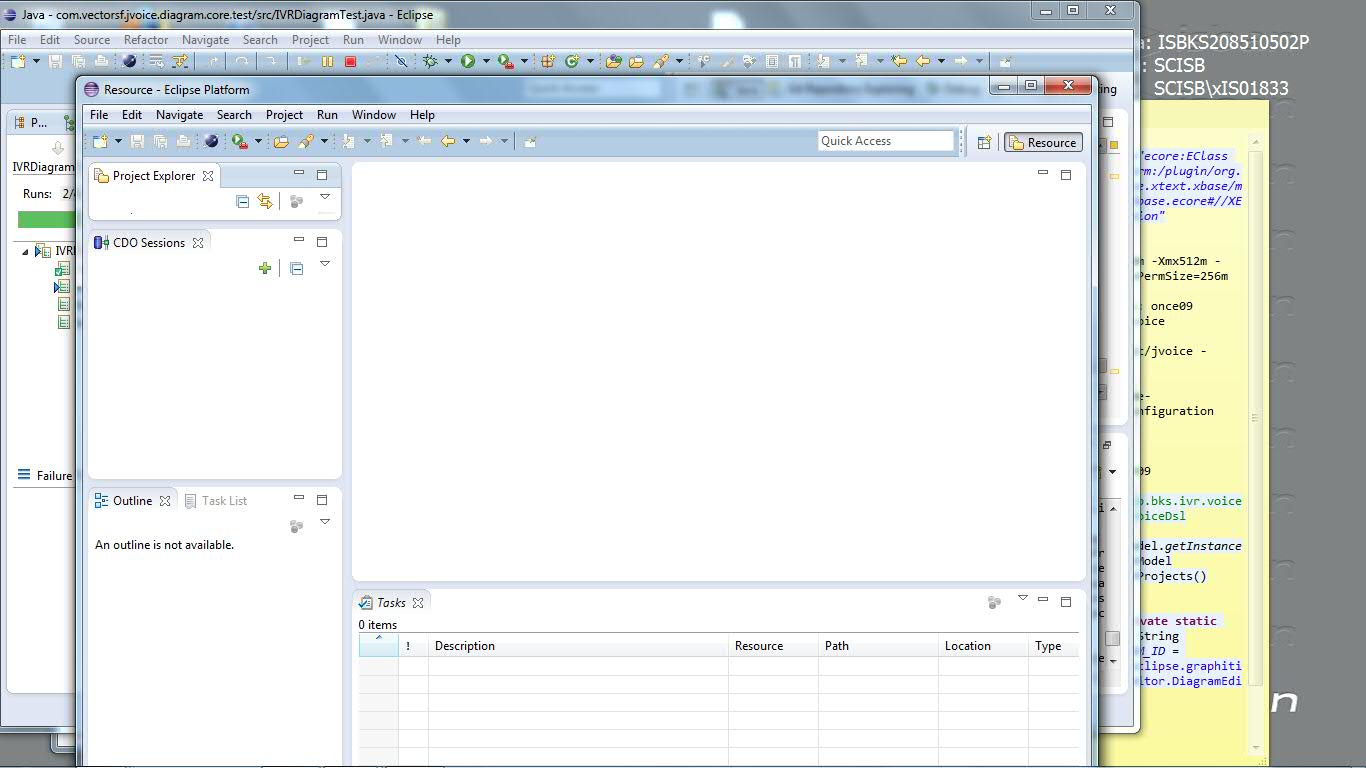 Java - com.vectorsf.jvoice.diagram.core.test/src/IVRDiagramTest.java - Eclipse
File Edit Source Refactor Navigate Search Project Run Window Help
a: ISBKS208510502P
: SCISB
SCISB\xIS01833
Resource - Eclipse Platform
File Edit Navigate Search Project Run Window Help
Quick Access
Resource
P...
IVRDiagram
Runs: 2/
IVRI
Failure
Project Explorer
CDO Sessions
Outline Task List
An outline is not available.
Tasks
0 items
! Description Resource Path Location Type
ecore:EClass
rm:/plugin/org.
e.xtext.xbase/m
base.ecore#//XE
ion"
m -Xmx512m -
PermSize=256m
: once09
oice
t/jvoice -
e-
nfiguration
09
o.bks.ivr.voice
oiceDsl
del.getInstance
Model
Projects()
vate static
String
M_ID =
clipse.graphiti
itor.DiagramEdi
n